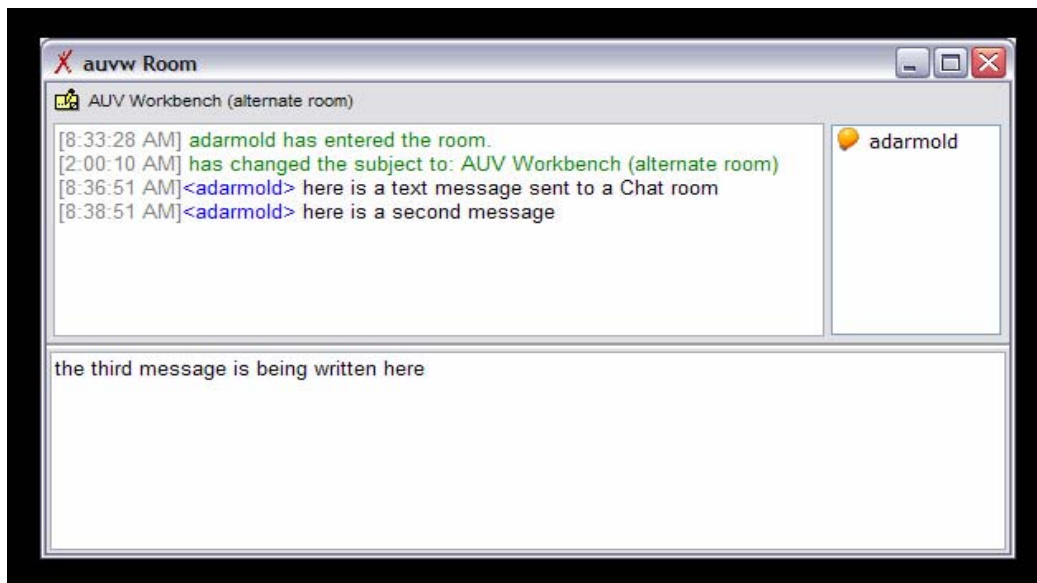 auvw Room
AUV Workbench (alternate room)
[8:33:28 AM] adarmold has entered the room.
[2:00:10 AM] has changed the subject to: AUV Workbench (alternate room)
[8:36:51 AM]<adarmold> here is a text message sent to a Chat room
[8:38:51 AM]<adarmold> here is a second message
adarmold
the third message is being written here